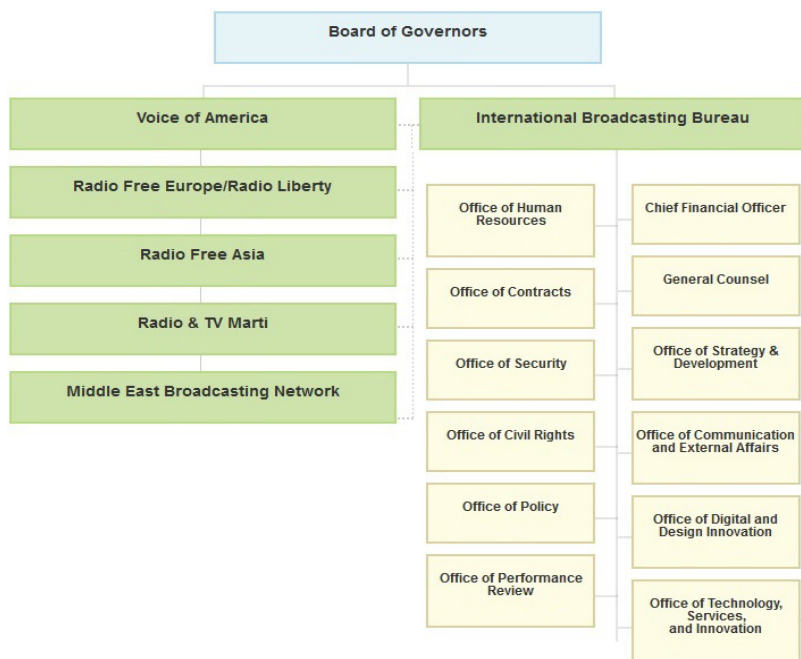 Board of Governors
Voice of America
International Broadcasting Bureau
Radio Free Europe/Radio Liberty
Radio Free Asia
Radio & TV Marti
Middle East Broadcasting Network
Office of Human
Resources
Office of Contracts
Office of Security
Office of Civil Rights
Office of Policy
Office of Performance
Review
Chief Financial Officer
General Counsel
Office of Strategy &
Development
Office of Communication
and External Affairs
Office of Digital and
Design Innovation
Office of Technology,
Services,
and Innovation